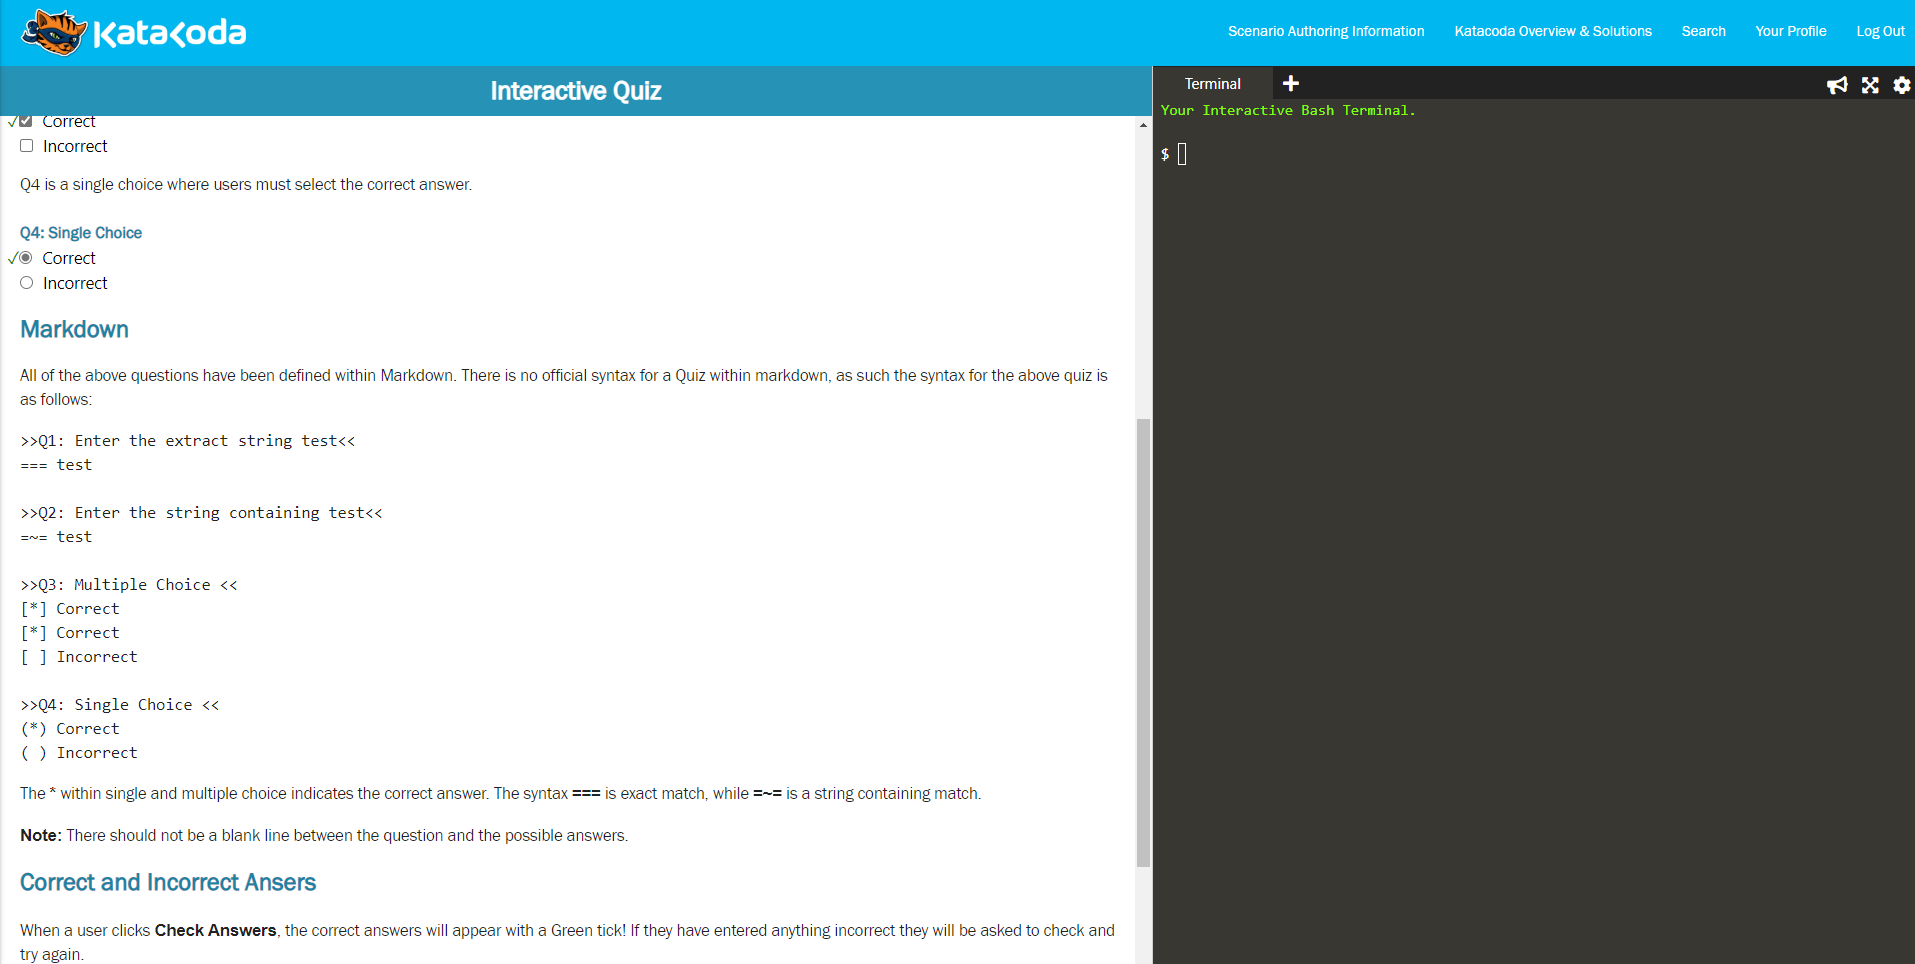 Katakoda
Scenario Authoring Information
Katacoda Overview & Solutions
Search
Your Profile
Log Out
Interactive Quiz
Correct
Incorrect
Q4 is a single choice where users must select the correct answer.
Q4: Single Choice
Correct
Incorrect
Markdown
All of the above questions have been defined within Markdown. There is no official syntax for a Quiz within markdown, as such the syntax for the above quiz is
as follows:
>>Q1: Enter the extract string test<<
=== test
>>Q2: Enter the string containing test<<
=~= test
>>Q3: Multiple Choice <<
[*] Correct
[*] Correct
[ ] Incorrect
>>Q4: Single Choice <<
(*) Correct
( ) Incorrect
The * within single and multiple choice indicates the correct answer. The syntax === is exact match, while =~= is a string containing match.
Note: There should not be a blank line between the question and the possible answers.
Correct and Incorrect Ansers
When a user clicks Check Answers, the correct answers will appear with a Green tick! If they have entered anything incorrect they will be asked to check and
try again.
Terminal
Your Interactive Bash Terminal.
$